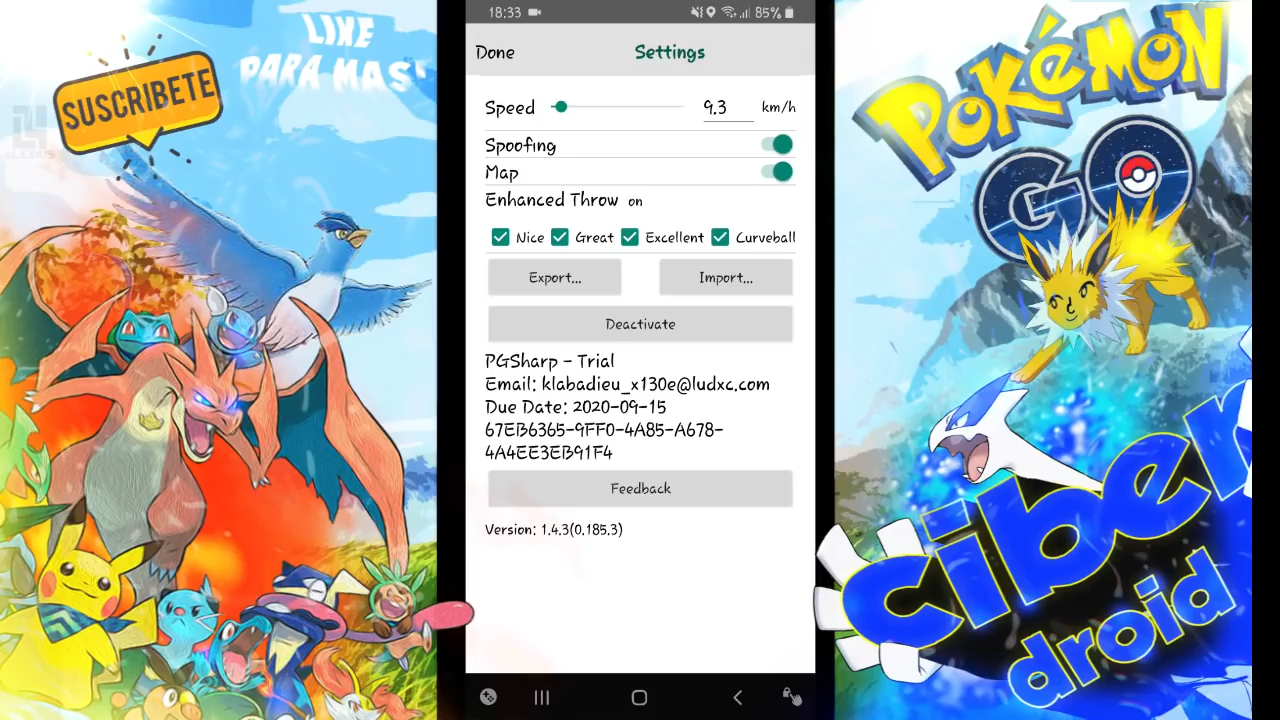 LIKE
PARA MAS'
SUSCRIBETE
ALEXIUS
18:33
85%
Done
Settings
Speed
9.3
km/h
Spoofing
Map
Enhanced Throw on
Nice
Great
Excellent
Curveball
Export...
Import...
Deactivate
PGSharp - Trial
Email: klabadieu_x130e@ludxc.com
Due Date: 2020-09-15
67EB6365-9FF0-4A85-A678-
4A4EE3EB91F4
Feedback
Version: 1.4.3(0.185.3)
POKéMON
GO
ciber
droid